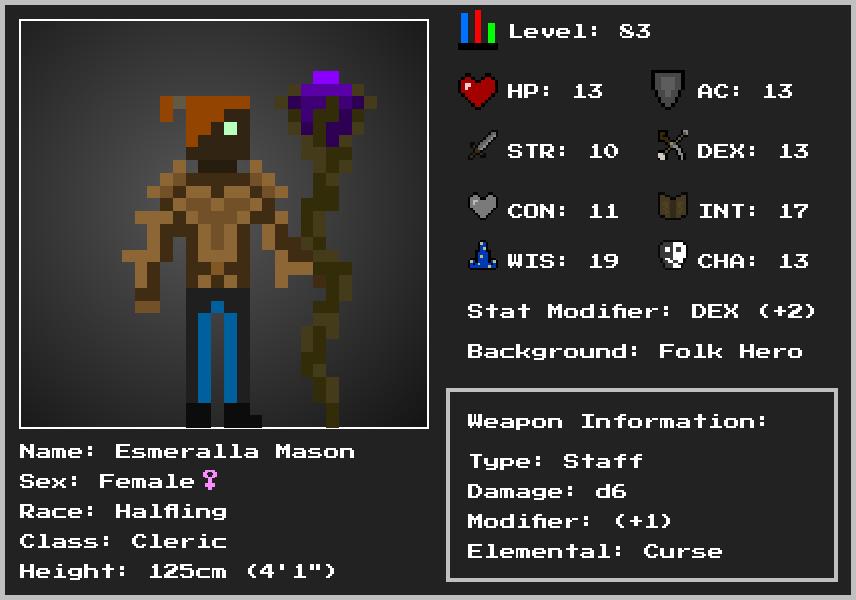 Level: 83
HP: 13
AC: 13
STR: 10
DEX: 13
CON: 11
INT: 17
WIS: 19
CHA: 13
Stat Modifier: DEX (+2)
Background: Folk Hero
Name: Esmeralla Mason
Sex: Female♀
Race: Halfling
Class: Cleric
Height: 125cm (4'1")
Weapon Information:
Type: Staff
Damage: d6
Modifier: (+1)
Elemental: Curse